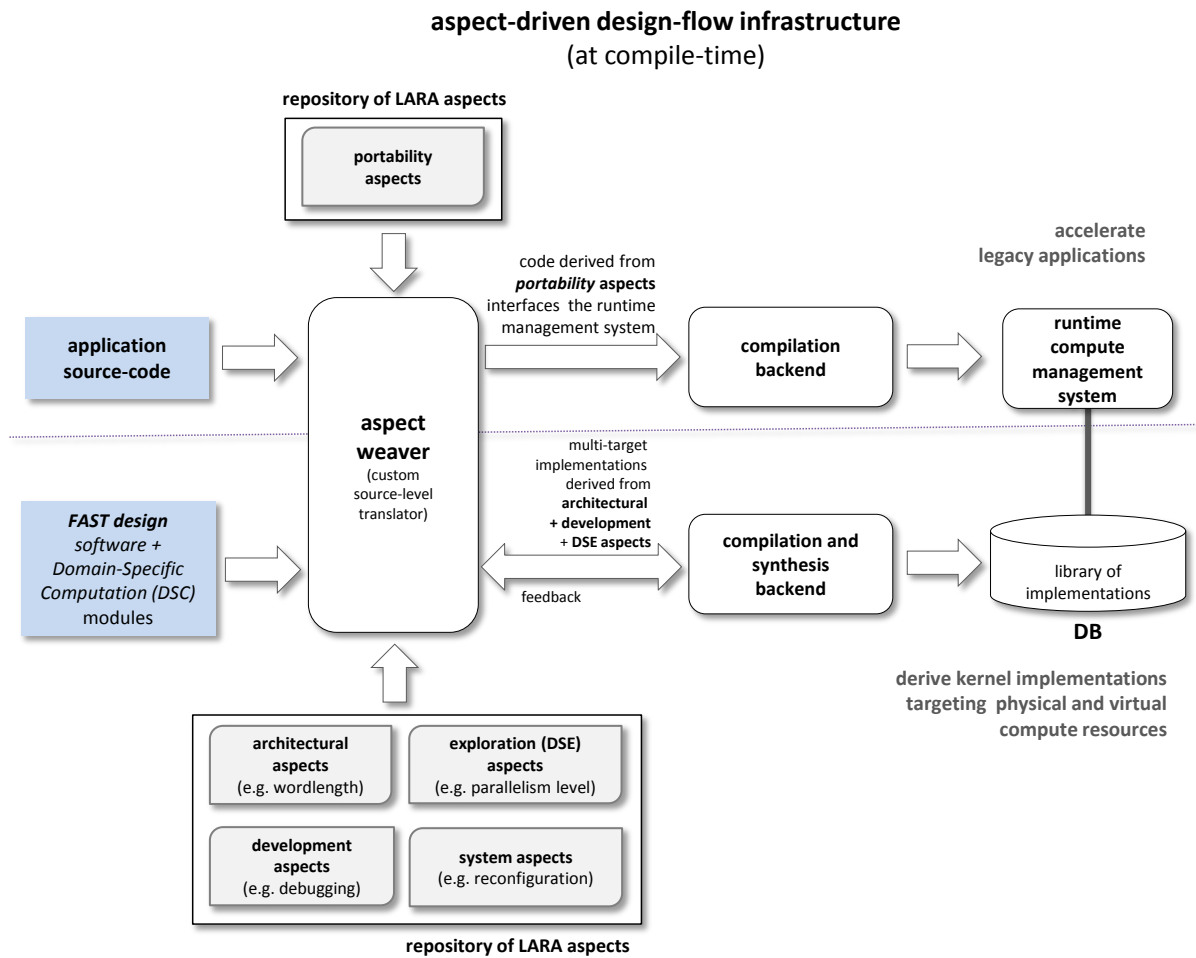 aspect-driven design-flow infrastructure
(at compile-time)
repository of LARA aspects
portability
aspects
accelerate
legacy applications
code derived from
portability aspects
interfaces the runtime
management system
application
source-code
compilation
backend
runtime
compute
management
system
aspect
weaver
(custom
source-level
translator)
multi-target
implementations
derived from
architectural
+ development
+ DSE aspects
feedback
FAST design
software +
Domain-Specific
Computation (DSC)
modules
compilation and
synthesis
backend
library of
implementations
DB
derive kernel implementations
targeting physical and virtual
compute resources
architectural
aspects
(e.g. wordlength)
exploration (DSE)
aspects
(e.g. parallelism level)
development
aspects
(e.g. debugging)
system aspects
(e.g. reconfiguration)
repository of LARA aspects